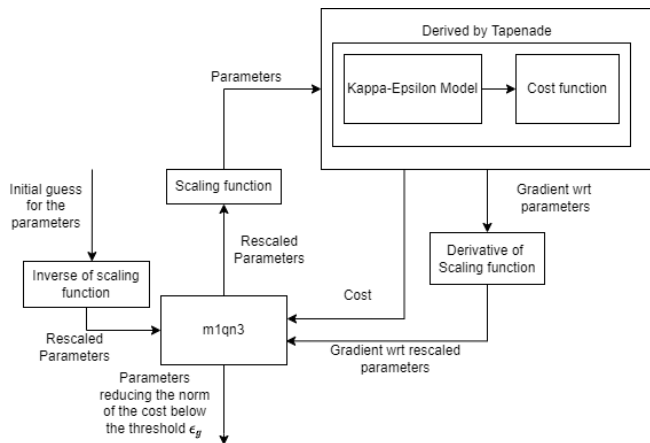 Derived by Tapenade
Kappa-Epsilon Model
Cost function
Parameters
Scaling function
Initial guess
for the
parameters
Gradient wrt
parameters
Rescaled
Parameters
Derivative of
Scaling function
Inverse of scaling
function
Cost
m1qn3
Rescaled
Parameters
Gradient wrt rescaled
parameters
Parameters
reducing the norm
of the cost below
the threshold ϵg